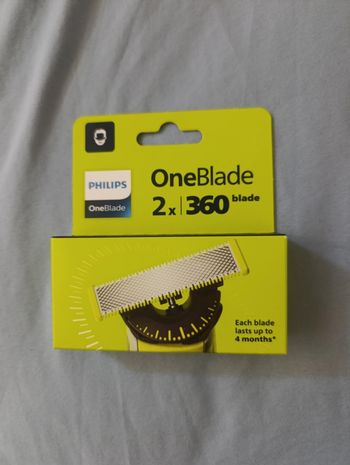 PHILIPS
OneBlade
OneBlade
2x 360 blade
Each blade
lasts up to
4 months*